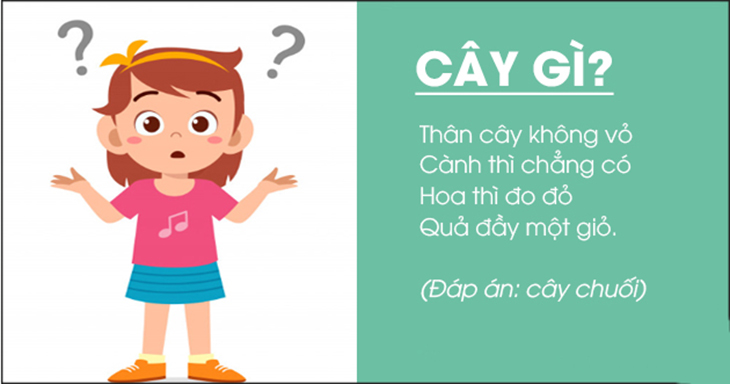 ? ?
CÂY GÌ?
Thân cây không vỏ
Cành thì chẳng có
Hoa thì đo đỏ
Quả đầy một giỏ.
(Đáp án: cây chuối)